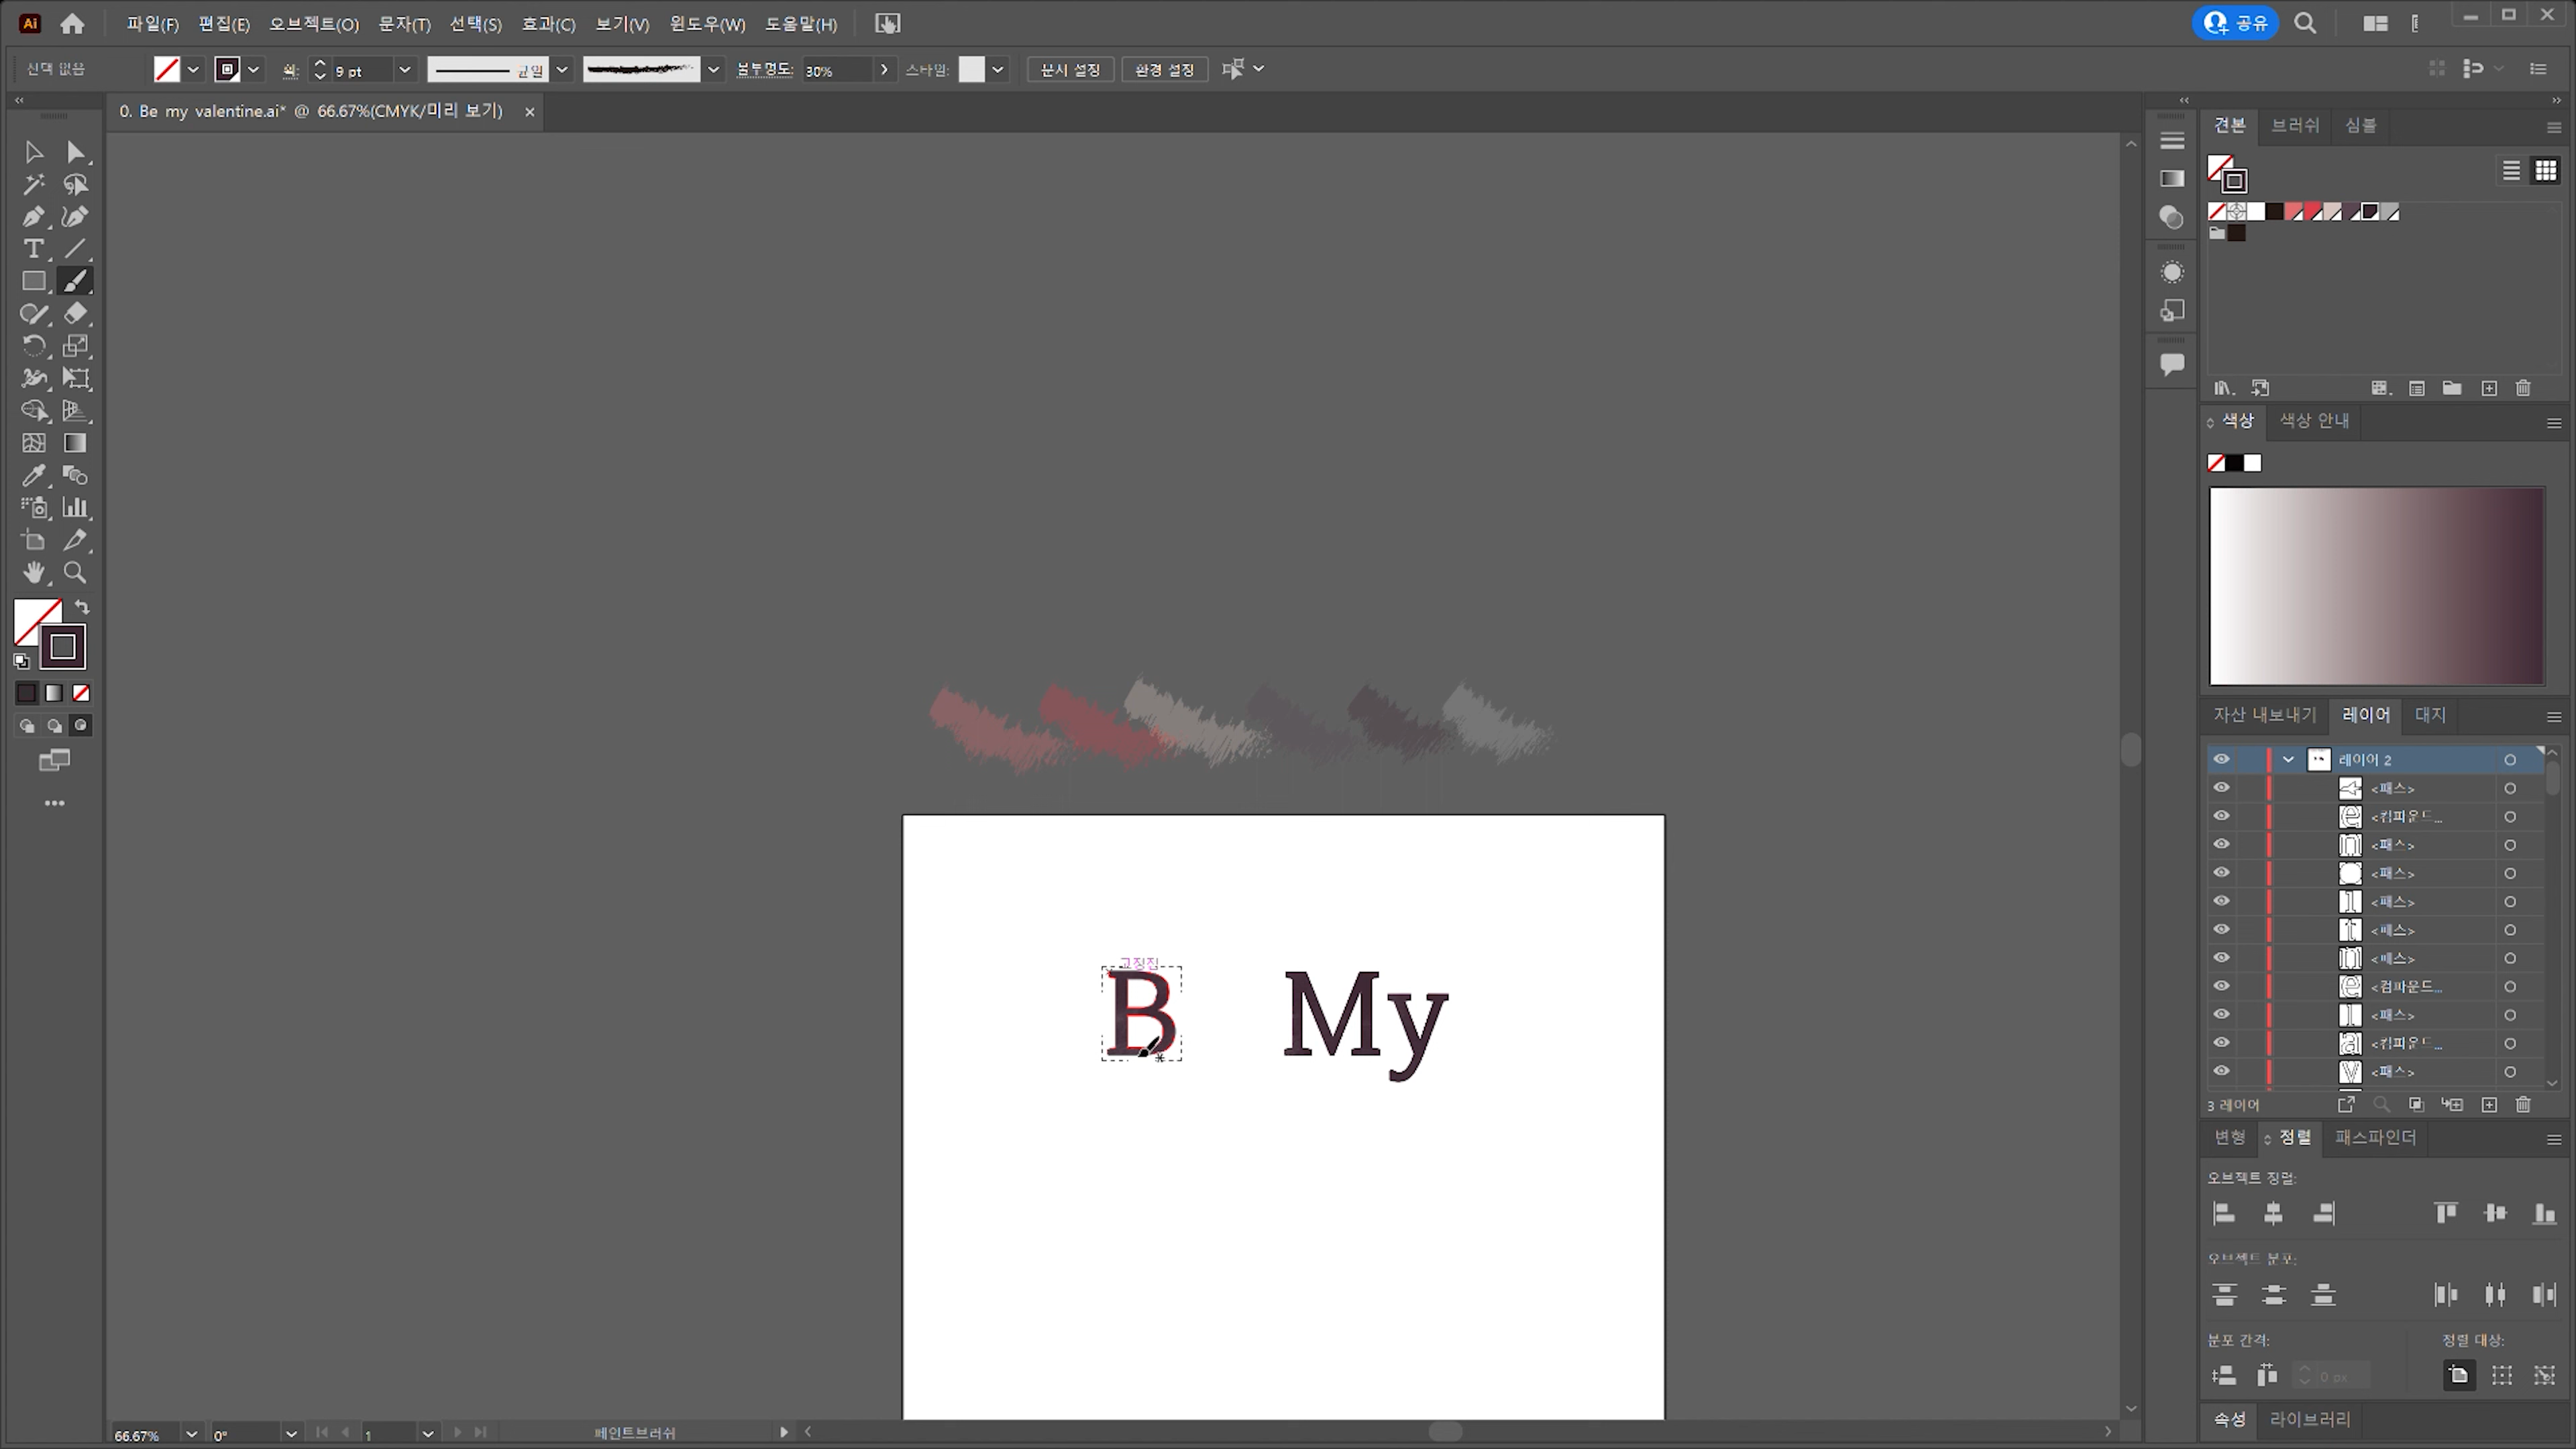 Ai 파일(F) 편집(E) 오브젝트(O) 문자(T) 선택(S) 효과(C) 보기(V) 윈도우(W) 도움말(H) 공유
선택 없음 획: 9 pt 균일 불투명도: 30% 스타일: 문서 설정 환경 설정
0. Be my valentine.ai* @ 66.67%(CMYK/미리 보기) ×
견본 브러쉬 심볼
색상 색상 안내
자산 내보내기 레이어 대지
레이어 2
<패스>
<컴파운드...
<패스>
<패스>
<패스>
<패스>
<패스>
<컴파운드...
<패스>
<컴파운드...
<패스>
3 레이어
교차점
B My
변형 정렬 패스파인더
오브젝트 정렬:
오브젝트 분포:
분포 간격: 정렬 대상:
0 px
속성 라이브러리
66.67% 0° 1 페인트브러쉬